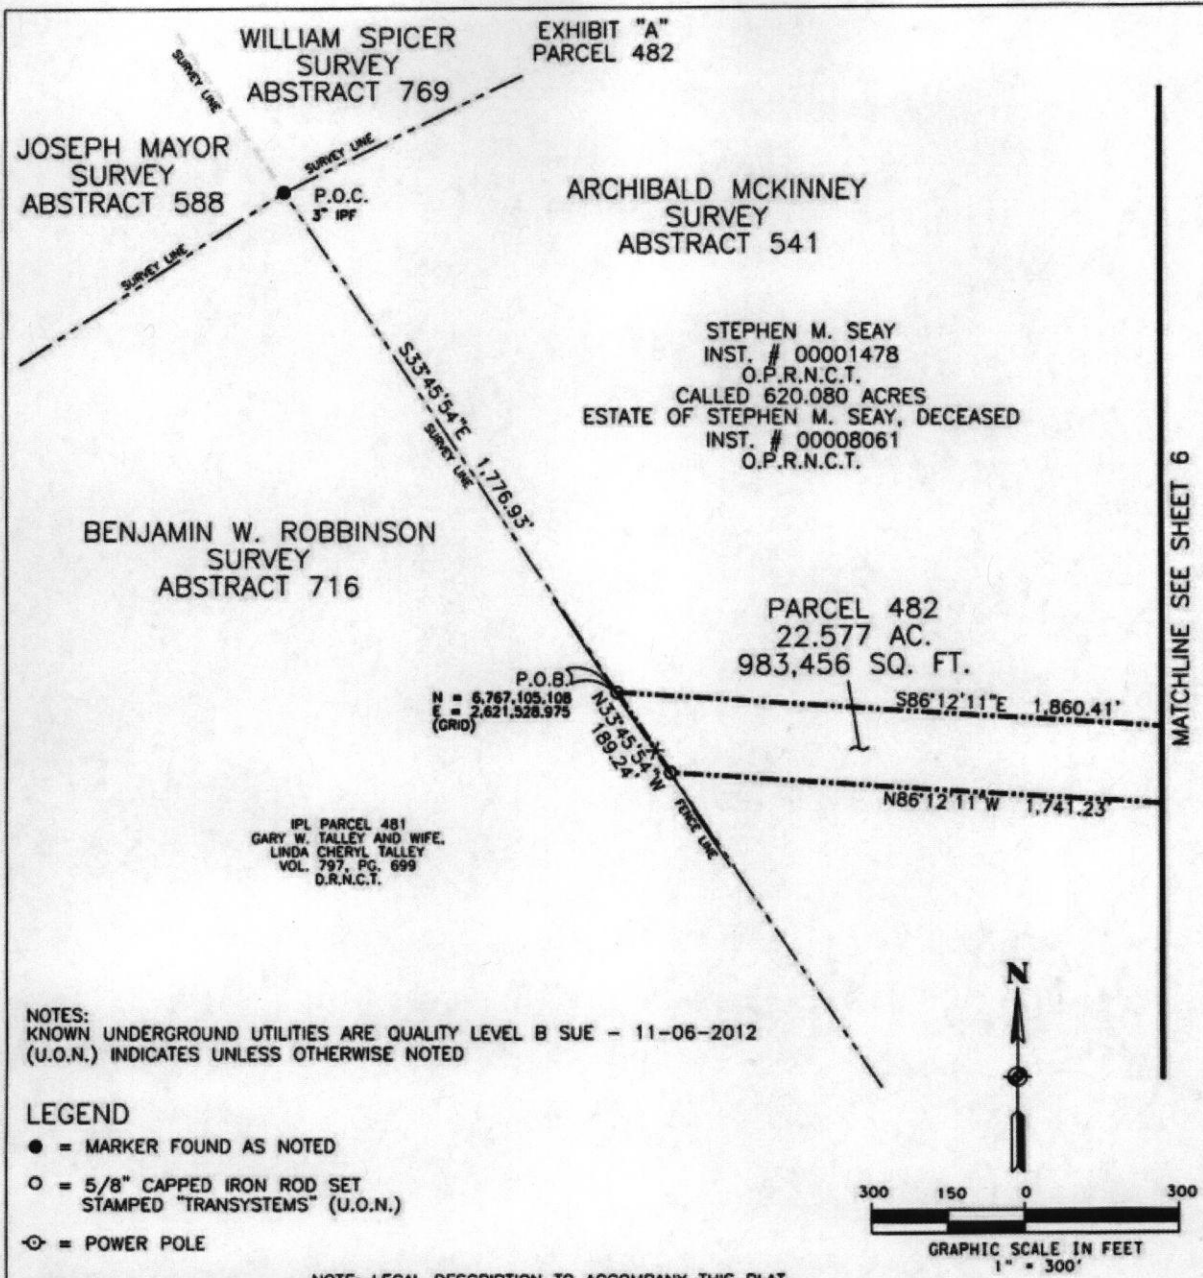 EXHIBIT "A"
PARCEL 482
WILLIAM SPICER
SURVEY
ABSTRACT 769
SURVEY LINE
JOSEPH MAYOR
SURVEY
ABSTRACT 588
SURVEY LINE
P.O.C.
3" IPF
SURVEY LINE
ARCHIBALD MCKINNEY
SURVEY
ABSTRACT 541
STEPHEN M. SEAY
INST. # 00001478
O.P.R.N.C.T.
CALLED 620.080 ACRES
ESTATE OF STEPHEN M. SEAY, DECEASED
INST. # 00008061
O.P.R.N.C.T.
S33°45'54"E 1,776.93'
SURVEY LINE
MATCHLINE SEE SHEET 6
BENJAMIN W. ROBBINSON
SURVEY
ABSTRACT 716
PARCEL 482
22.577 AC.
983,456 SQ. FT.
P.O.B.
N = 6,767,105.108
E = 2,621,528.975
(GRID)
S86°12'11"E 1,860.41'
N33°45'54"W
189.24'
N86°12'11"W 1,741.23'
FENCE LINE
IPL PARCEL 481
GARY W. TALLEY AND WIFE,
LINDA CHERYL TALLEY
VOL. 797, PG. 699
D.R.N.C.T.
N
NOTES:
KNOWN UNDERGROUND UTILITIES ARE QUALITY LEVEL B SUE - 11-06-2012
(U.O.N.) INDICATES UNLESS OTHERWISE NOTED
LEGEND
= MARKER FOUND AS NOTED
= 5/8" CAPPED IRON ROD SET
STAMPED "TRANSYSTEMS" (U.O.N.)
= POWER POLE
300 150 0 300
GRAPHIC SCALE IN FEET
1" = 300'
NOTE: LEGAL DESCRIPTION TO ACCOMPANY THIS PLAT